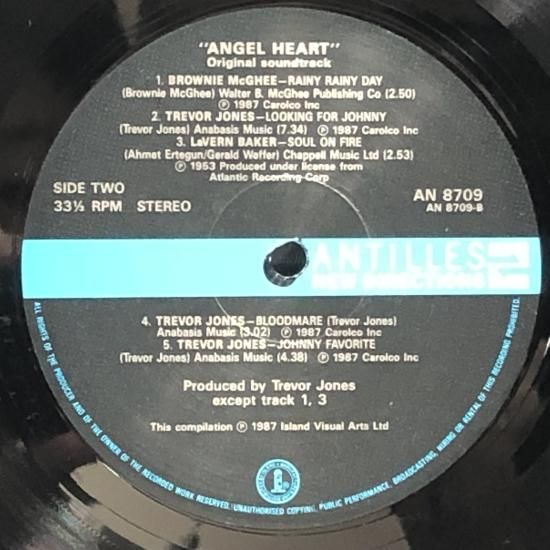 "ANGEL HEART"
Original soundtrack
1. BROWNIE McGHEE—RAINY RAINY DAY
(Brownie McGhee) Walter B. McGhee Publishing Co (2.50)
℗ 1987 Carolco Inc
2. TREVOR JONES—LOOKING FOR JOHNNY
(Trevor Jones) Anabasis Music (7.34) ℗ 1987 Carolco Inc
3. LaVERN BAKER—SOUL ON FIRE
(Ahmet Ertegun/Gerald Waffer) Chappell Music Ltd (2.53)
℗ 1953 Produced under license from
Atlantic Recording Corp
SIDE TWO
33⅓ RPM STEREO
AN 8709
AN 8709-B
ANTILLES
NEW DIRECTIONS
4. TREVOR JONES—BLOODMARE (Trevor Jones)
Anabasis Music (3.02) ℗ 1987 Carolco Inc
5. TREVOR JONES—JOHNNY FAVORITE
(Trevor Jones) Anabasis Music (4.38) ℗ 1987 Carolco Inc
Produced by Trevor Jones
except track 1, 3
This compilation ℗ 1987 Island Visual Arts Ltd
ALL RIGHTS OF THE PRODUCER AND OF THE OWNER OF THE RECORDED WORK RESERVED. UNAUTHORISED COPYING, PUBLIC PERFORMANCE, BROADCASTING, HIRING OR RENTAL OF THIS RECORDING PROHIBITED.